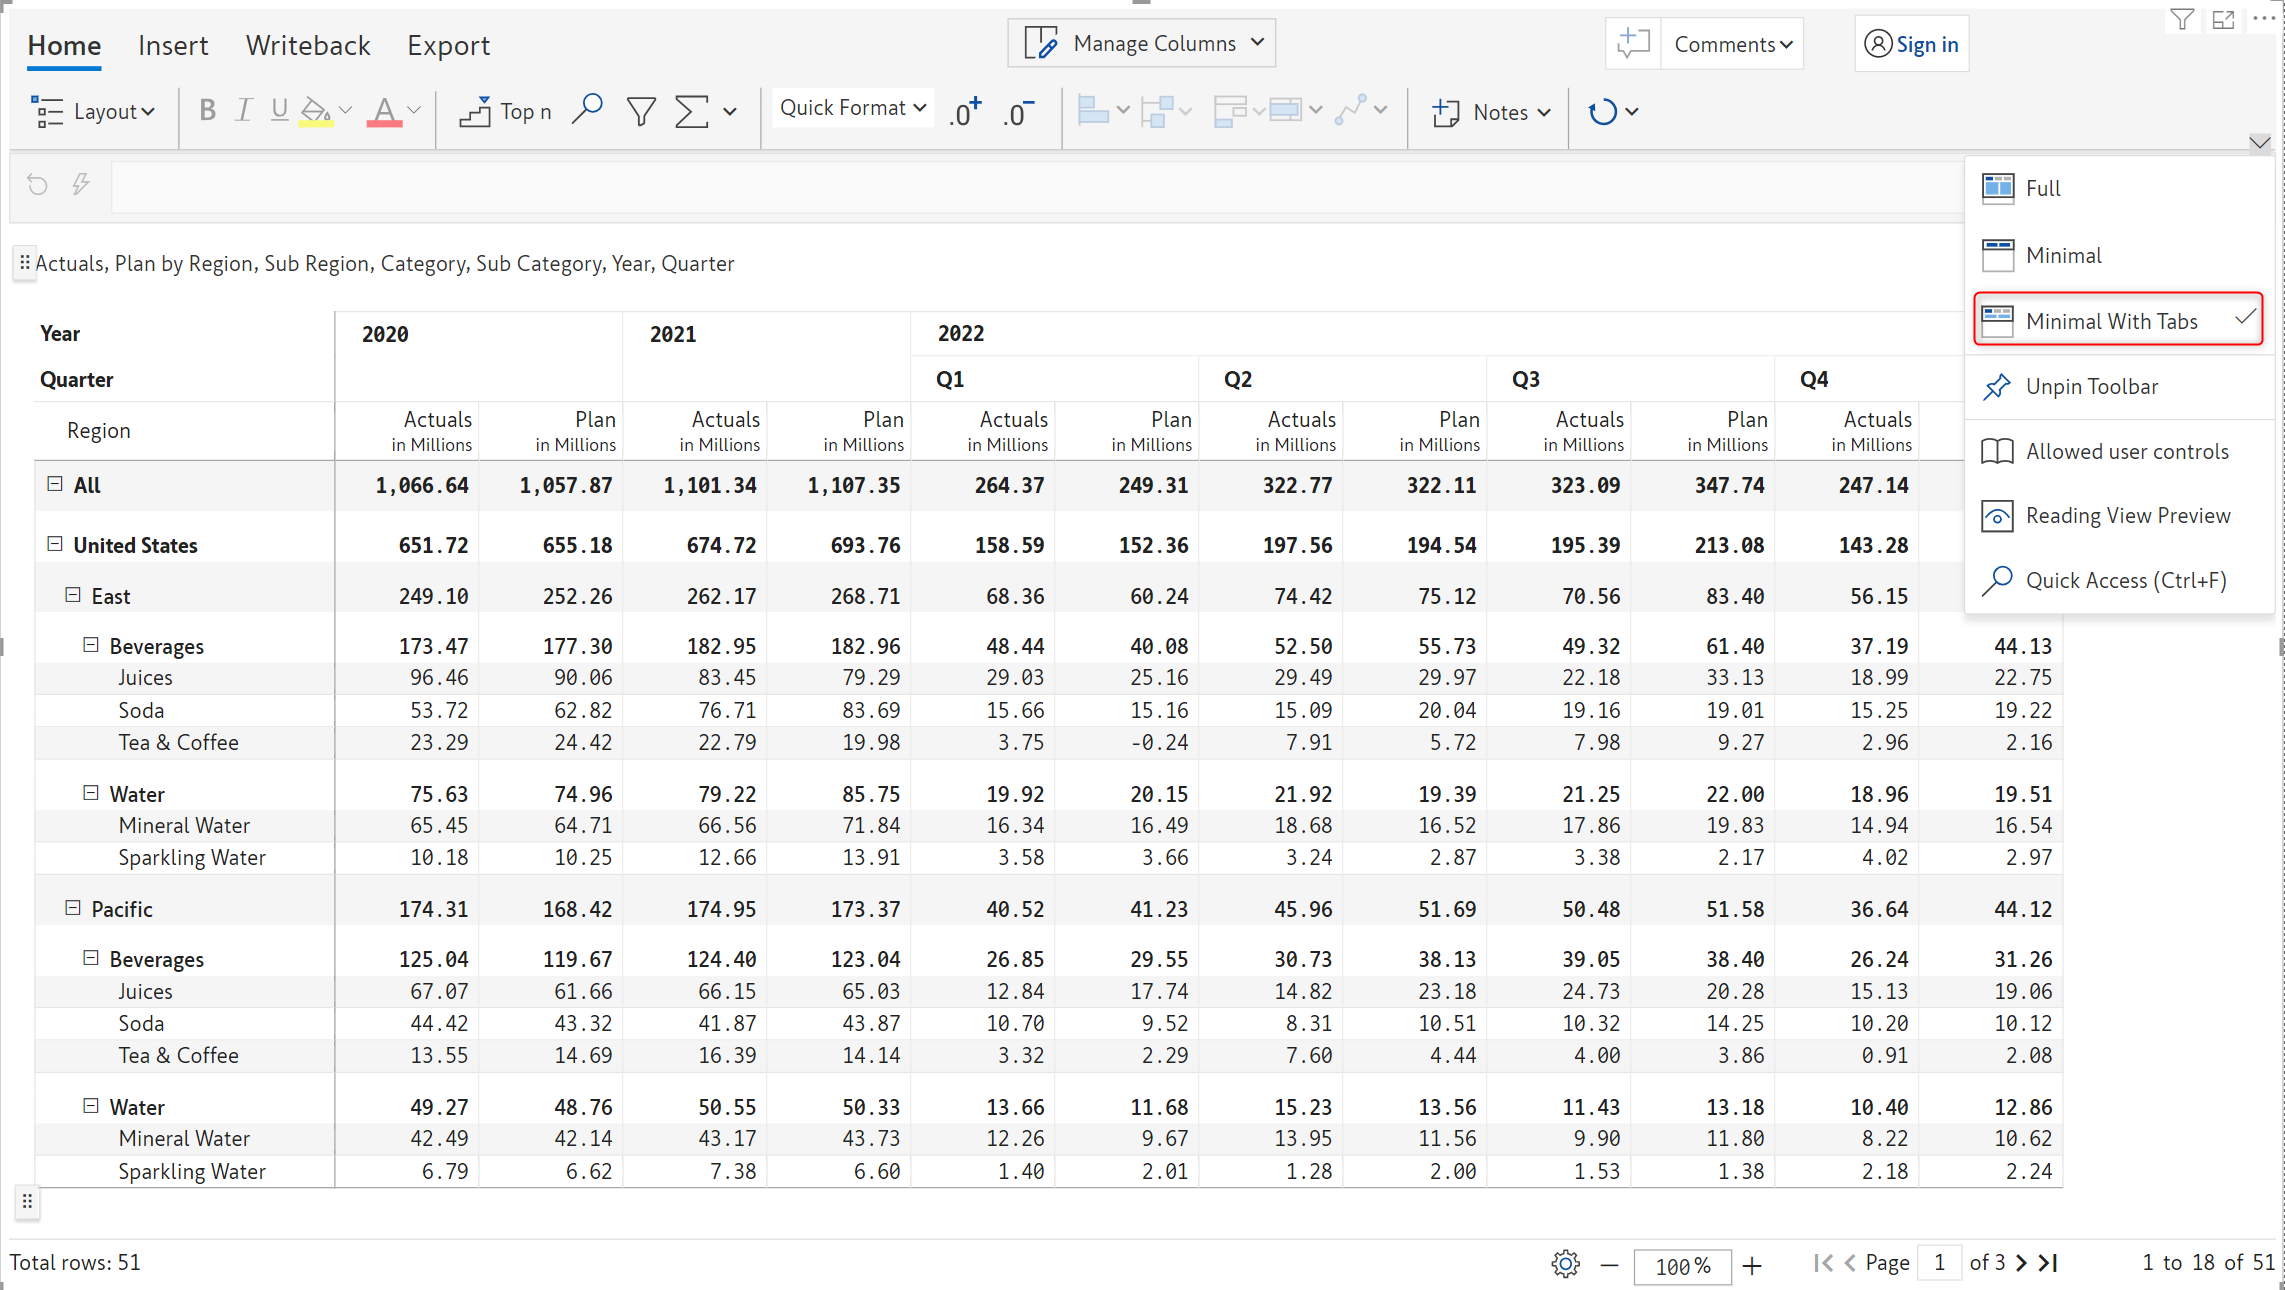 Home Insert Writeback Export Manage Columns Comments Sign in
Layout B I U A Top n Quick Format .0+ .0- Notes
Full
Actuals, Plan by Region, Sub Region, Category, Sub Category, Year, Quarter
Minimal
Minimal With Tabs
Unpin Toolbar
Allowed user controls
Reading View Preview
Quick Access (Ctrl+F)
Year 2020 2021 2022
Quarter Q1 Q2 Q3 Q4
Region Actuals Plan Actuals Plan Actuals Plan Actuals Plan Actuals Plan Actuals
in Millions in Millions in Millions in Millions in Millions in Millions in Millions in Millions in Millions in Millions in Millions
All 1,066.64 1,057.87 1,101.34 1,107.35 264.37 249.31 322.77 322.11 323.09 347.74 247.14
United States 651.72 655.18 674.72 693.76 158.59 152.36 197.56 194.54 195.39 213.08 143.28
East 249.10 252.26 262.17 268.71 68.36 60.24 74.42 75.12 70.56 83.40 56.15
Beverages 173.47 177.30 182.95 182.96 48.44 40.08 52.50 55.73 49.32 61.40 37.19 44.13
Juices 96.46 90.06 83.45 79.29 29.03 25.16 29.49 29.97 22.18 33.13 18.99 22.75
Soda 53.72 62.82 76.71 83.69 15.66 15.16 15.09 20.04 19.16 19.01 15.25 19.22
Tea & Coffee 23.29 24.42 22.79 19.98 3.75 -0.24 7.91 5.72 7.98 9.27 2.96 2.16
Water 75.63 74.96 79.22 85.75 19.92 20.15 21.92 19.39 21.25 22.00 18.96 19.51
Mineral Water 65.45 64.71 66.56 71.84 16.34 16.49 18.68 16.52 17.86 19.83 14.94 16.54
Sparkling Water 10.18 10.25 12.66 13.91 3.58 3.66 3.24 2.87 3.38 2.17 4.02 2.97
Pacific 174.31 168.42 174.95 173.37 40.52 41.23 45.96 51.69 50.48 51.58 36.64 44.12
Beverages 125.04 119.67 124.40 123.04 26.85 29.55 30.73 38.13 39.05 38.40 26.24 31.26
Juices 67.07 61.66 66.15 65.03 12.84 17.74 14.82 23.18 24.73 20.28 15.13 19.06
Soda 44.42 43.32 41.87 43.87 10.70 9.52 8.31 10.51 10.32 14.25 10.20 10.12
Tea & Coffee 13.55 14.69 16.39 14.14 3.32 2.29 7.60 4.44 4.00 3.86 0.91 2.08
Water 49.27 48.76 50.55 50.33 13.66 11.68 15.23 13.56 11.43 13.18 10.40 12.86
Mineral Water 42.49 42.14 43.17 43.73 12.26 9.67 13.95 11.56 9.90 11.80 8.22 10.62
Sparkling Water 6.79 6.62 7.38 6.60 1.40 2.01 1.28 2.00 1.53 1.38 2.18 2.24
Total rows: 51 100% Page 1 of 3 1 to 18 of 51